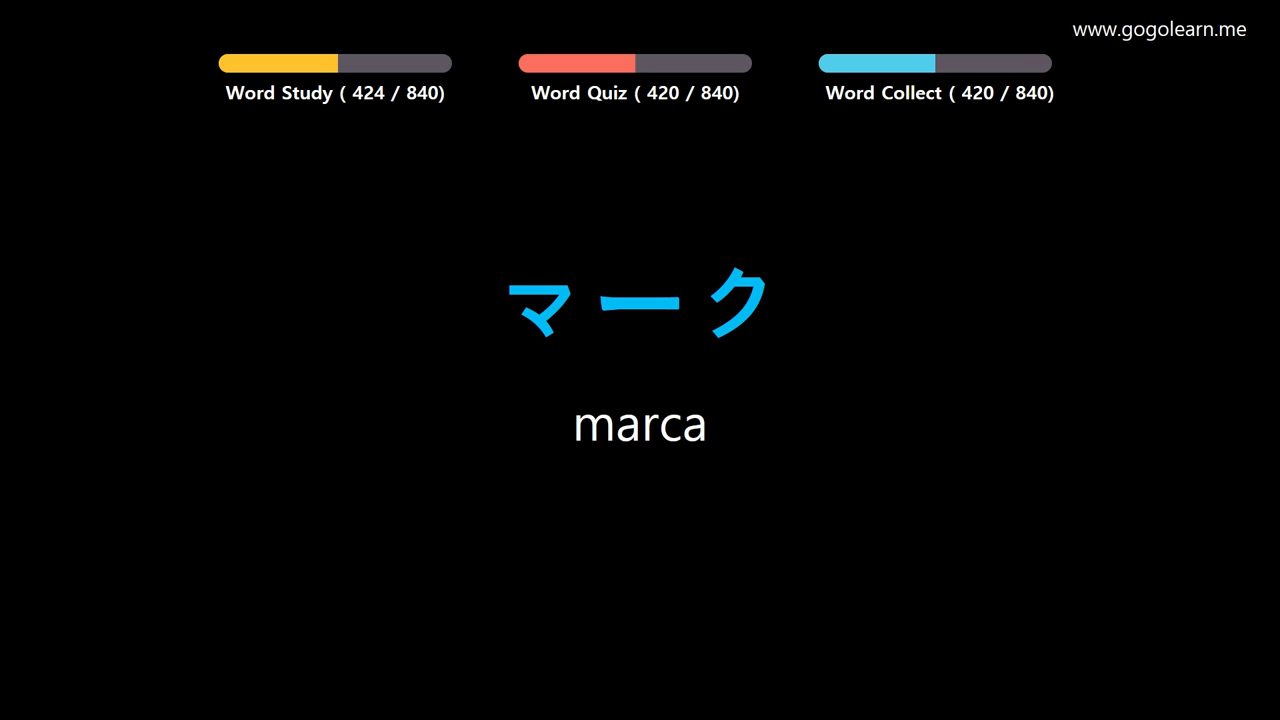 www.gogolearn.me
Word Study ( 424 / 840)
Word Quiz ( 420 / 840)
Word Collect ( 420 / 840)
マーク
marca